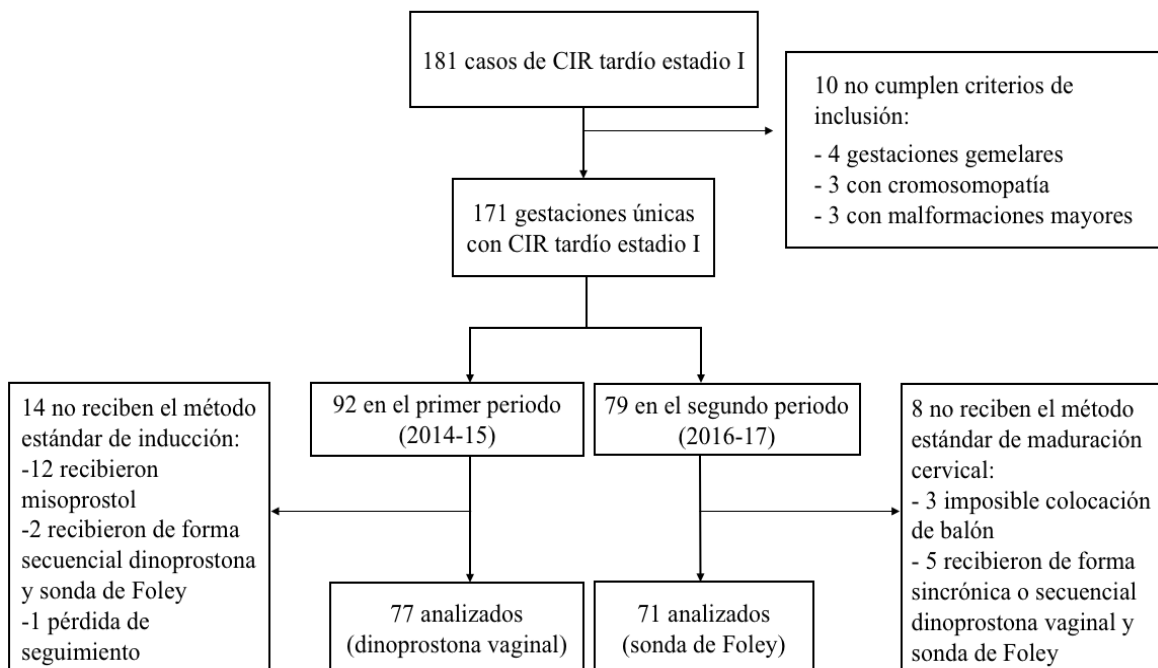 181 casos de CIR tardío estadio I
10 no cumplen criterios de
inclusión:
- 4 gestaciones gemelares
- 3 con cromosomopatía
- 3 con malformaciones mayores
171 gestaciones únicas
con CIR tardío estadio I
14 no reciben el método
estándar de inducción:
-12 recibieron
misoprostol
-2 recibieron de forma
secuencial dinoprostona
y sonda de Foley
-1 pérdida de
seguimiento
92 en el primer periodo
(2014-15)
79 en el segundo periodo
(2016-17)
8 no reciben el método
estándar de maduración
cervical:
- 3 imposible colocación
de balón
- 5 recibieron de forma
sincrónica o secuencial
dinoprostona vaginal y
sonda de Foley
77 analizados
(dinoprostona vaginal)
71 analizados
(sonda de Foley)